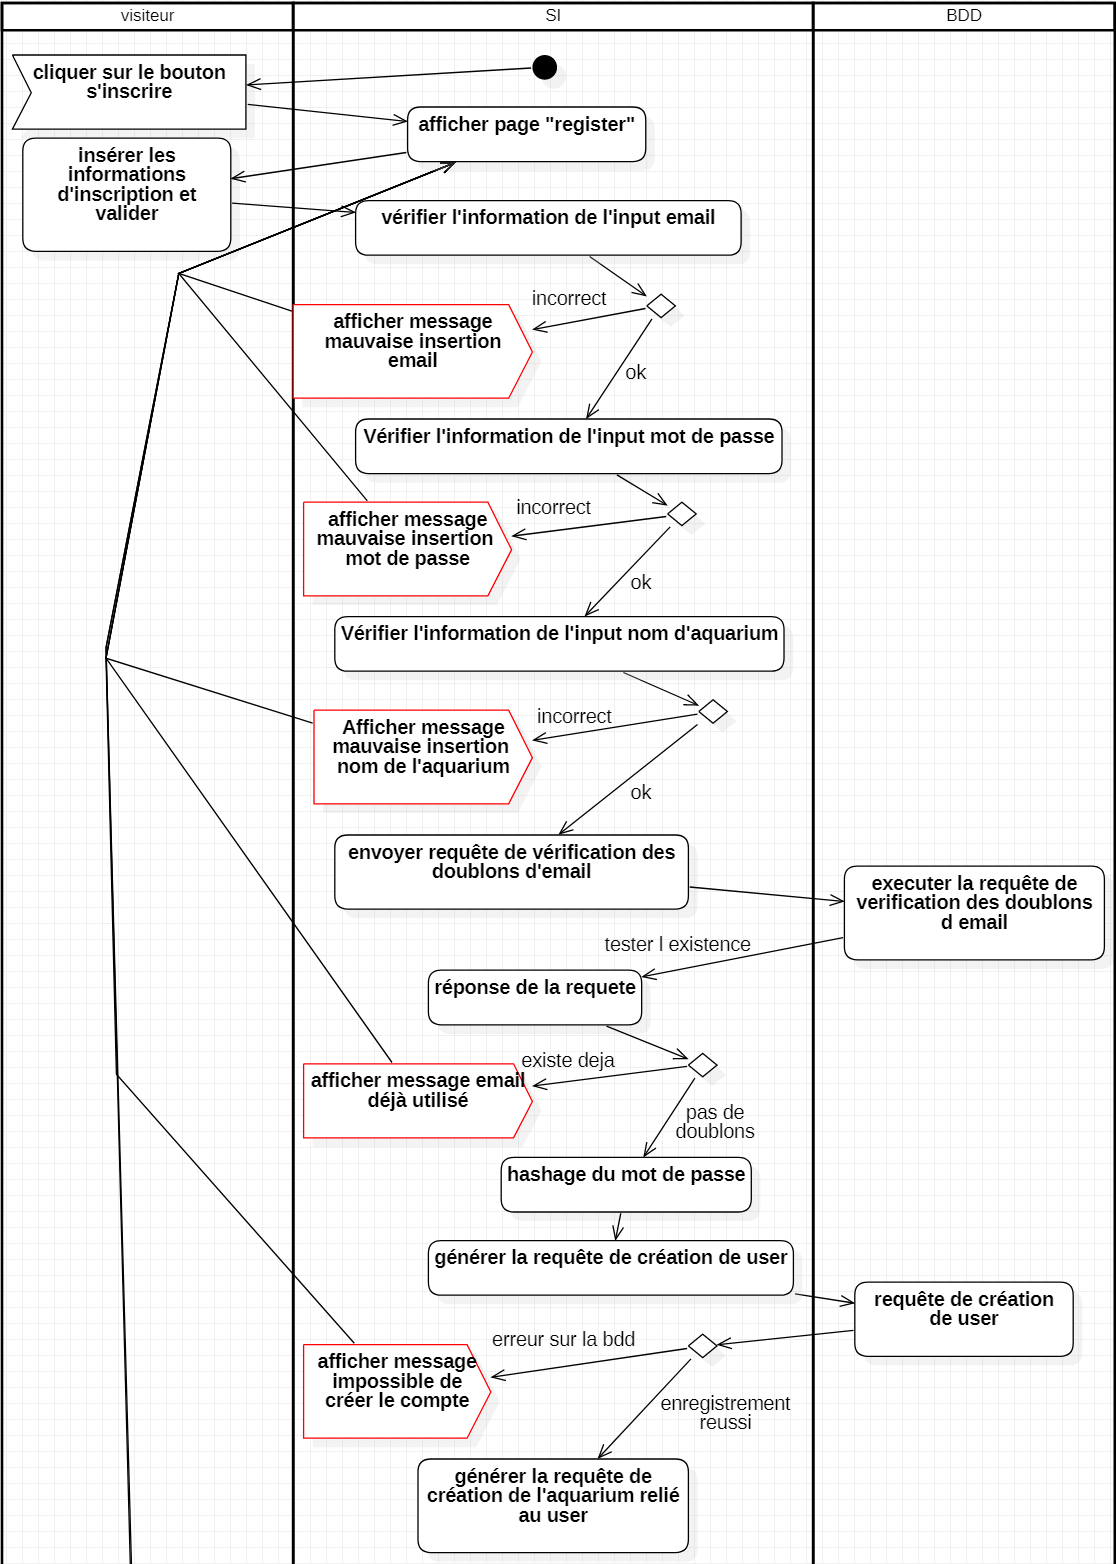 visiteur
SI
BDD
cliquer sur le bouton
s'inscrire
afficher page "register"
insérer les
informations
d'inscription et
valider
vérifier l'information de l'input email
incorrect
afficher message
mauvaise insertion
email
ok
Vérifier l'information de l'input mot de passe
incorrect
afficher message
mauvaise insertion
mot de passe
ok
Vérifier l'information de l'input nom d'aquarium
incorrect
Afficher message
mauvaise insertion
nom de l'aquarium
ok
envoyer requête de vérification des
doublons d'email
executer la requête de
verification des doublons
d email
tester l existence
réponse de la requete
existe deja
afficher message email
déjà utilisé
pas de
doublons
hashage du mot de passe
générer la requête de création de user
requête de création
de user
erreur sur la bdd
afficher message
impossible de
créer le compte
enregistrement
reussi
générer la requête de
création de l'aquarium relié
au user